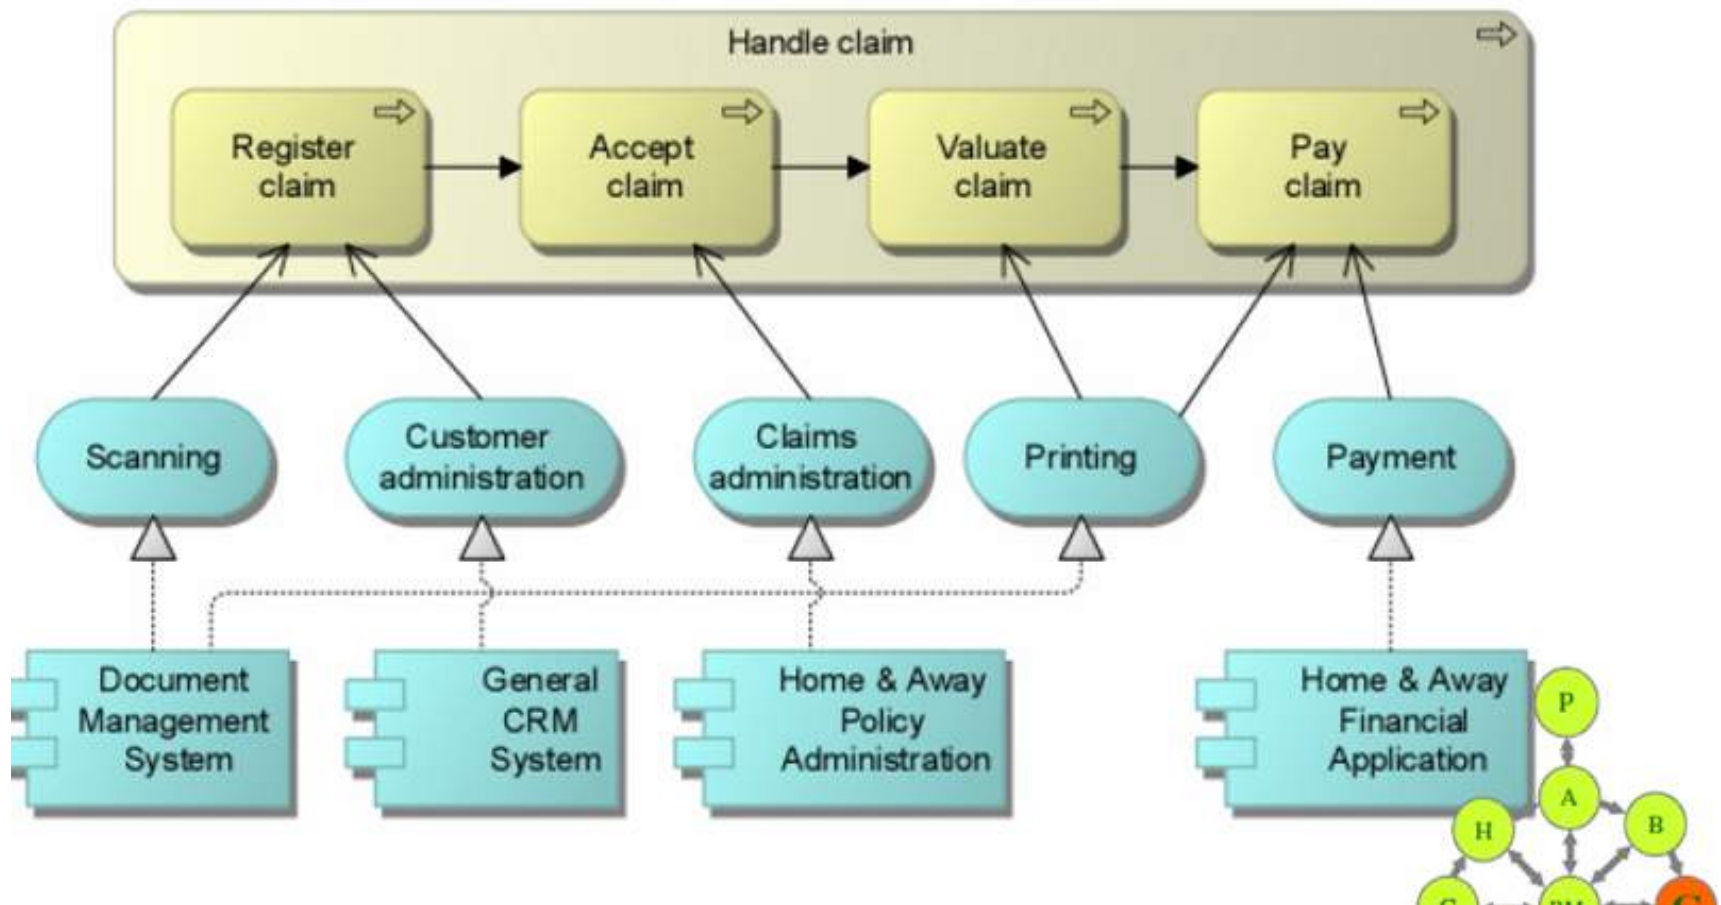 Handle claim
Register
claim
Accept
claim
Valuate
claim
Pay
claim
Scanning
Customer
administration
Claims
administration
Printing
Payment
Document
Management
System
General
CRM
System
Home & Away
Policy
Administration
Home & Away
Financial
Application
P
A
H
B